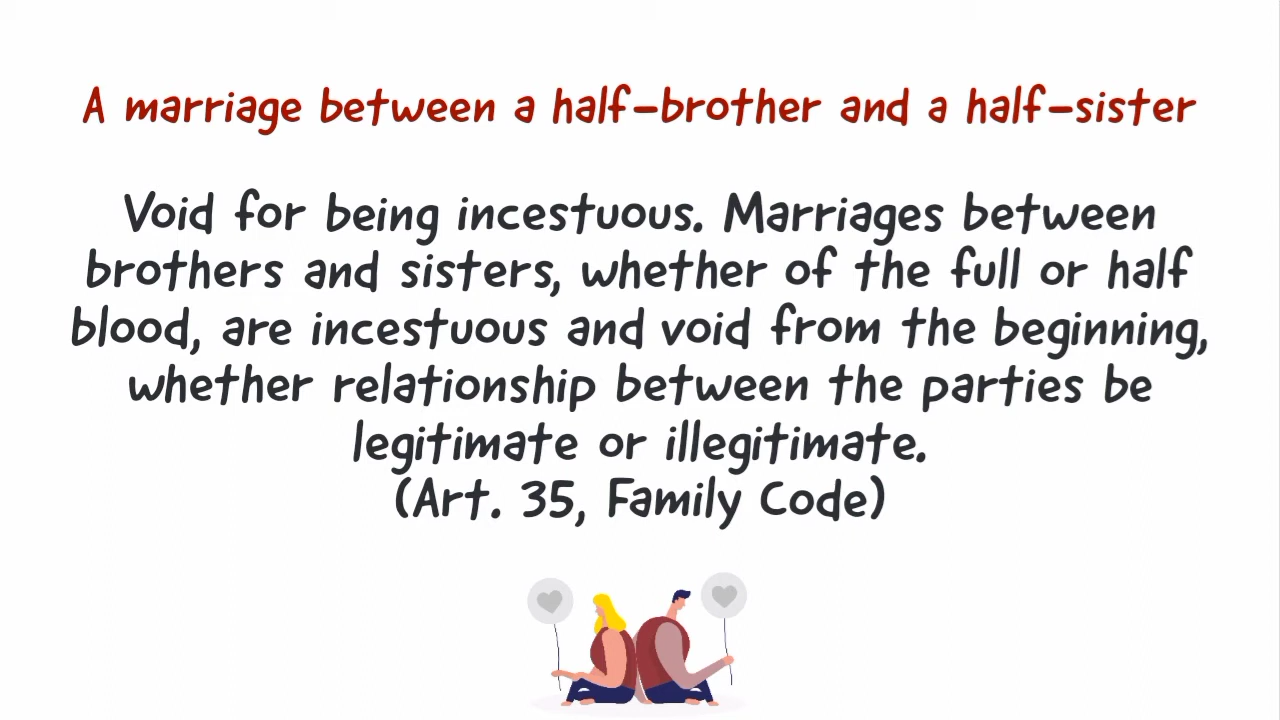 A marriage between a half-brother and a half-sister
Void for being incestuous. Marriages between
brothers and sisters, whether of the full or half
blood, are incestuous and void from the beginning,
whether relationship between the parties be
legitimate or illegitimate.
(Art. 35, Family Code)